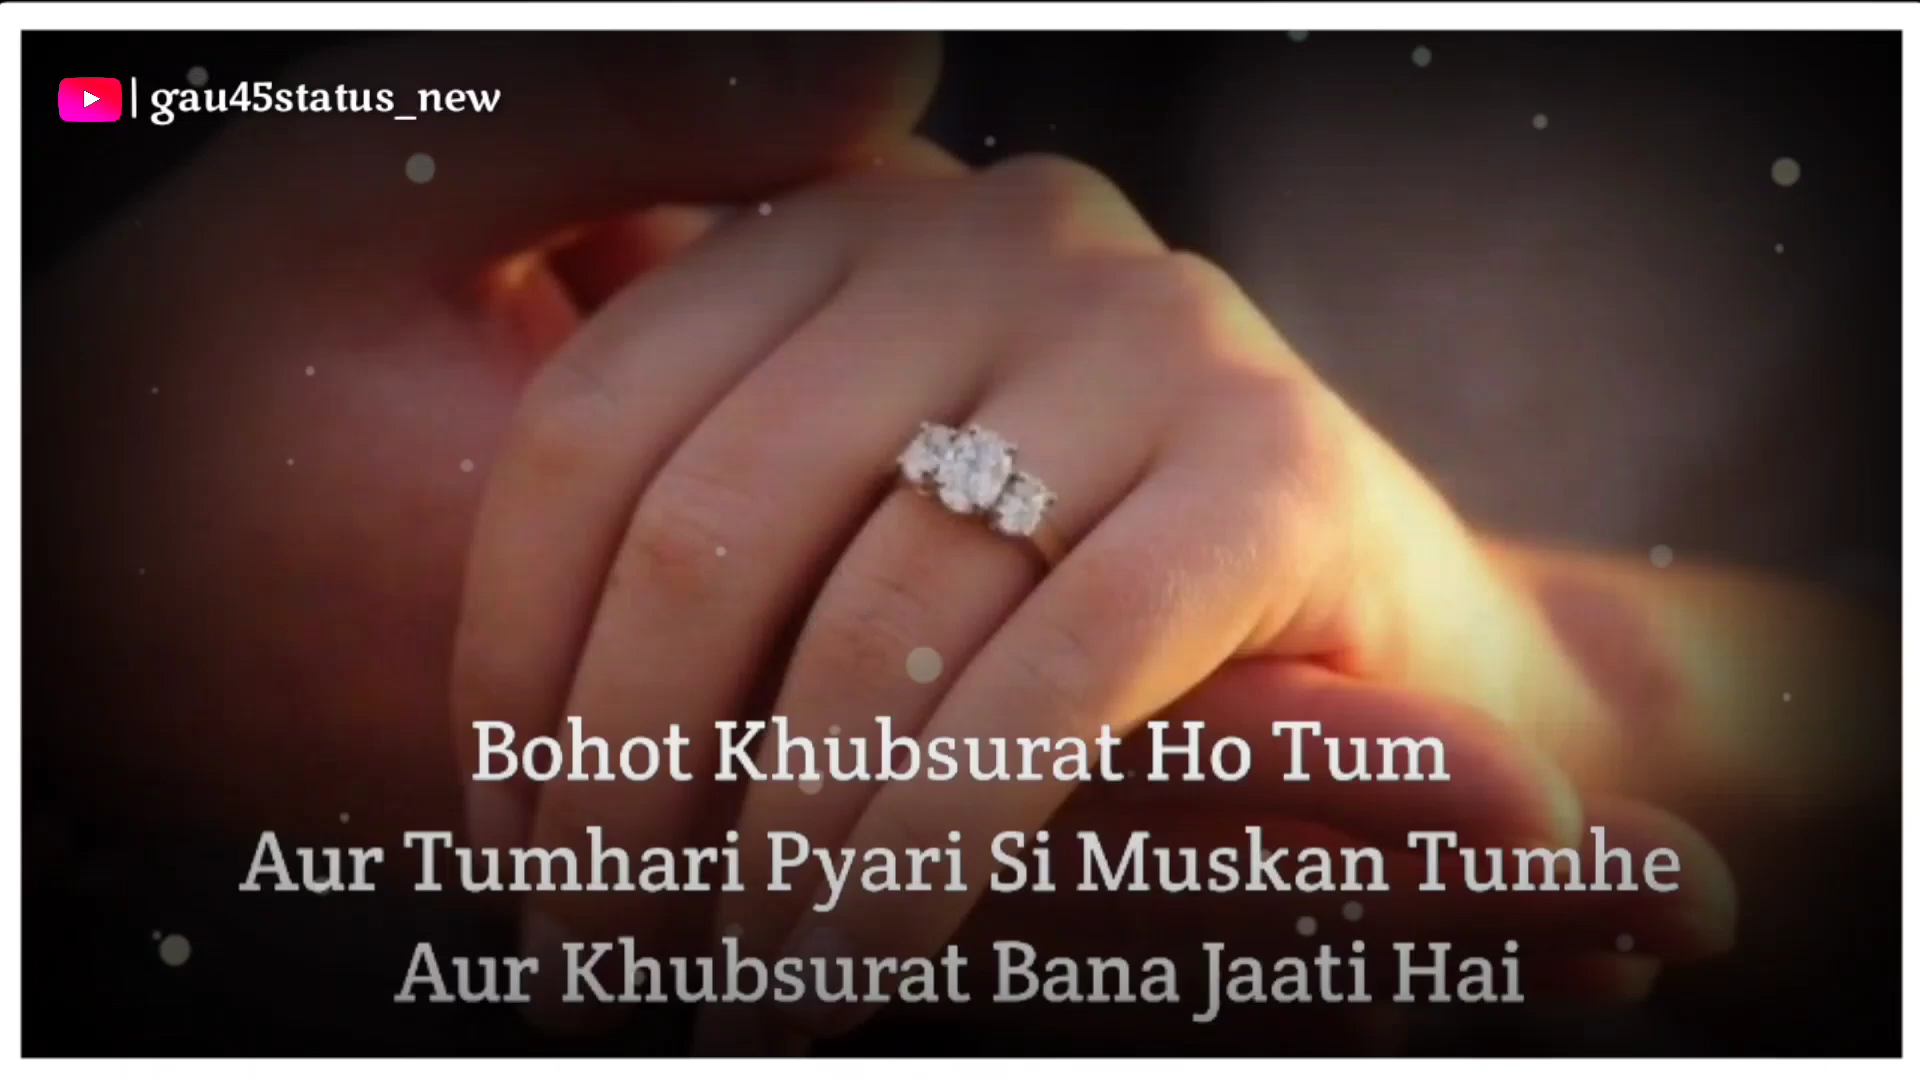 | gau45status_new
Bohot Khubsurat Ho Tum
Aur Tumhari Pyari Si Muskan Tumhe
Aur Khubsurat Bana Jaati Hai